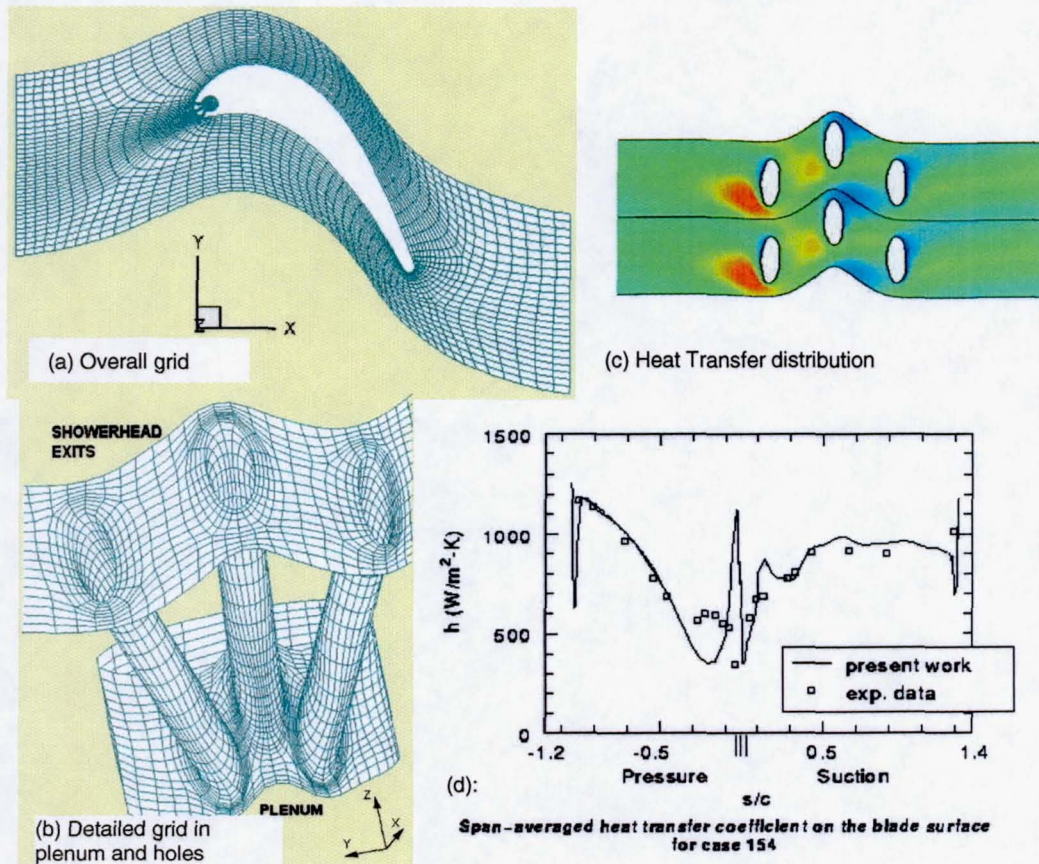 Y
Z
X
(a) Overall grid
(c) Heat Transfer distribution
SHOWERHEAD
EXITS
PLENUM
Z
X
Y
(b) Detailed grid in
plenum and holes
1500
1000
500
0
h (W/m²-K)
present work
exp. data
-1.2
-0.5
0.5
1.4
Pressure
Suction
s/c
(d):
Span-averaged heat transfer coefficient on the blade surface
for case 154